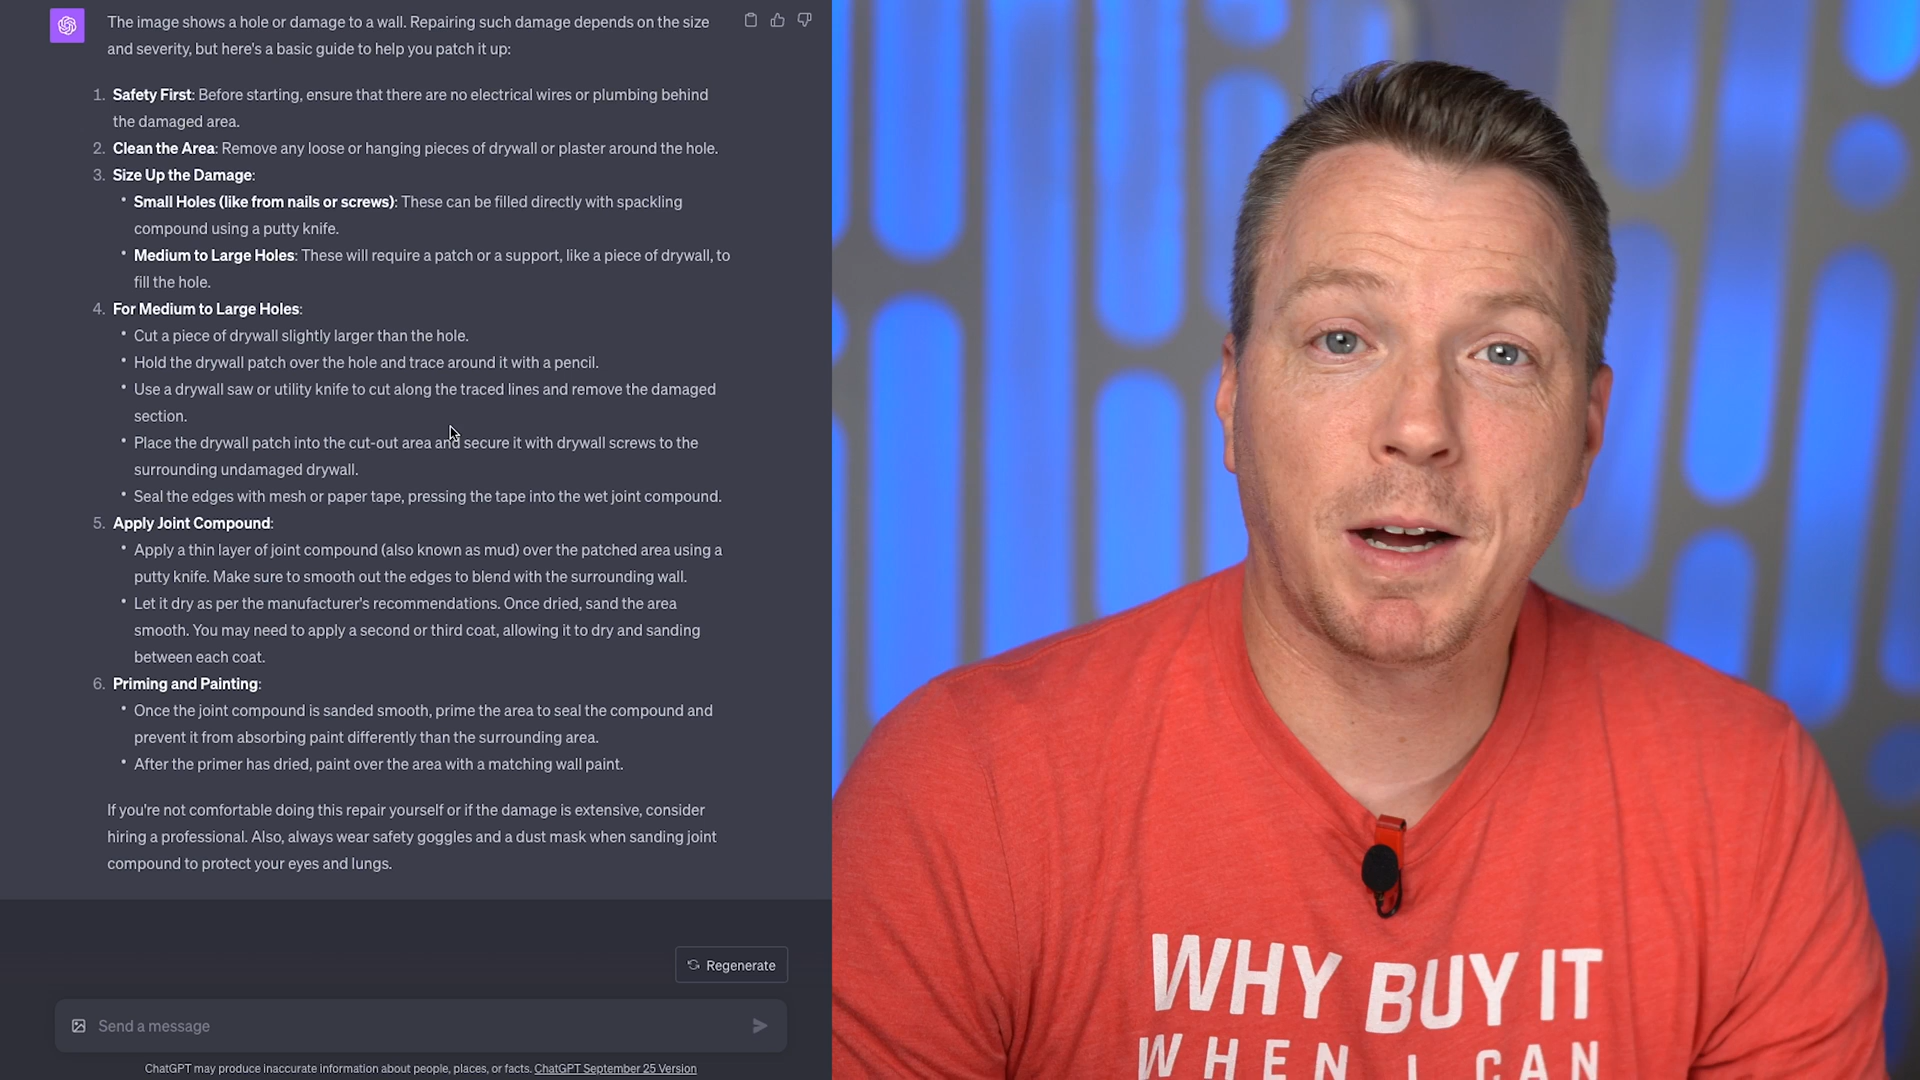 The image shows a hole or damage to a wall. Repairing such damage depends on the size
and severity, but here's a basic guide to help you patch it up:
1. Safety First: Before starting, ensure that there are no electrical wires or plumbing behind
the damaged area.
2. Clean the Area: Remove any loose or hanging pieces of drywall or plaster around the hole.
3. Size Up the Damage:
• Small Holes (like from nails or screws): These can be filled directly with spackling
compound using a putty knife.
• Medium to Large Holes: These will require a patch or a support, like a piece of drywall, to
fill the hole.
4. For Medium to Large Holes:
• Cut a piece of drywall slightly larger than the hole.
• Hold the drywall patch over the hole and trace around it with a pencil.
• Use a drywall saw or utility knife to cut along the traced lines and remove the damaged
section.
• Place the drywall patch into the cut-out area and secure it with drywall screws to the
surrounding undamaged drywall.
• Seal the edges with mesh or paper tape, pressing the tape into the wet joint compound.
5. Apply Joint Compound:
• Apply a thin layer of joint compound (also known as mud) over the patched area using a
putty knife. Make sure to smooth out the edges to blend with the surrounding wall.
• Let it dry as per the manufacturer's recommendations. Once dried, sand the area
smooth. You may need to apply a second or third coat, allowing it to dry and sanding
between each coat.
6. Priming and Painting:
• Once the joint compound is sanded smooth, prime the area to seal the compound and
prevent it from absorbing paint differently than the surrounding area.
• After the primer has dried, paint over the area with a matching wall paint.
If you're not comfortable doing this repair yourself or if the damage is extensive, consider
hiring a professional. Also, always wear safety goggles and a dust mask when sanding joint
compound to protect your eyes and lungs.
Regenerate
Send a message
ChatGPT may produce inaccurate information about people, places, or facts. ChatGPT September 25 Version
WHY BUY IT
WHEN I CAN